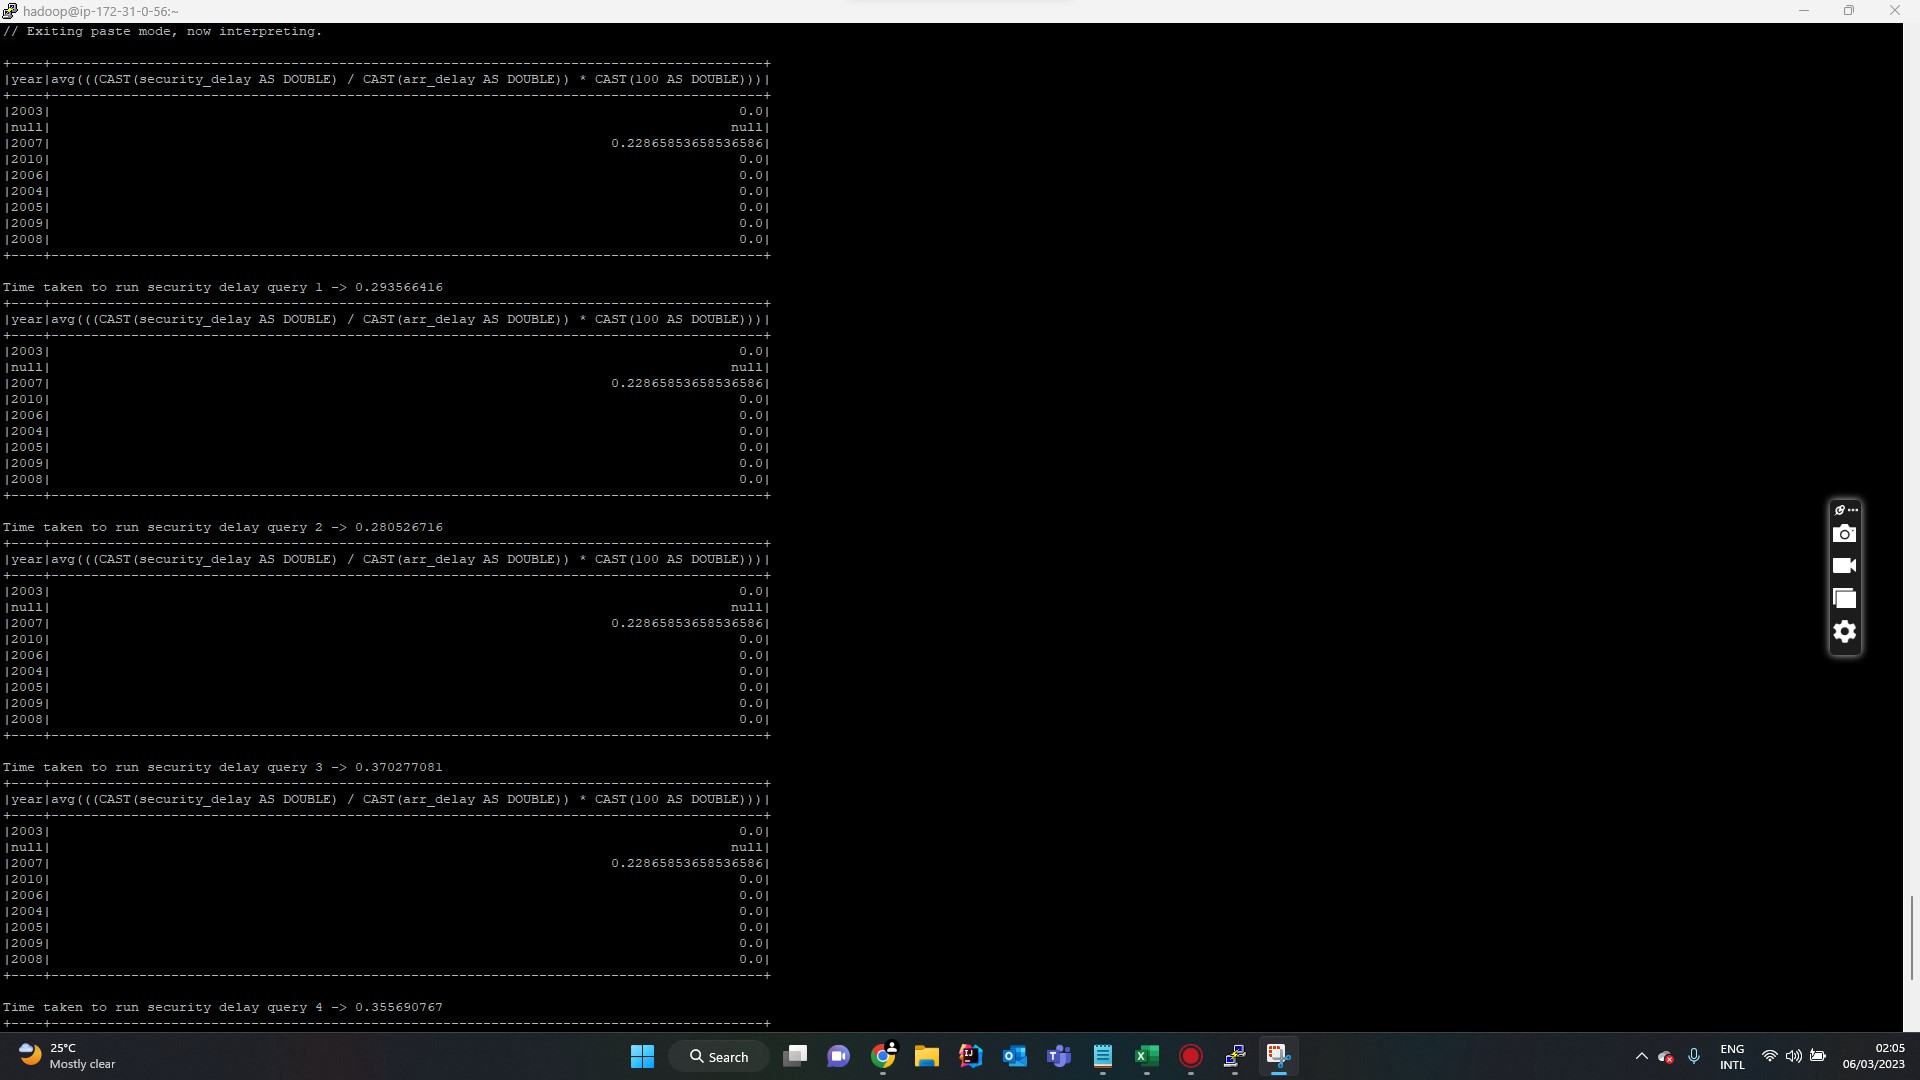 hadoop@ip-172-31-0-56:~
// Exiting paste mode, now interpreting.
+----+-----------------------------------------------------------------------------------------+
|year|avg(((CAST(security_delay AS DOUBLE) / CAST(arr_delay AS DOUBLE)) * CAST(100 AS DOUBLE)))|
+----+-----------------------------------------------------------------------------------------+
|2003| 0.0|
|null| null|
|2007| 0.22865853658536586|
|2010| 0.0|
|2006| 0.0|
|2004| 0.0|
|2005| 0.0|
|2009| 0.0|
|2008| 0.0|
+----+-----------------------------------------------------------------------------------------+
Time taken to run security delay query 1 -> 0.293566416
+----+-----------------------------------------------------------------------------------------+
|year|avg(((CAST(security_delay AS DOUBLE) / CAST(arr_delay AS DOUBLE)) * CAST(100 AS DOUBLE)))|
+----+-----------------------------------------------------------------------------------------+
|2003| 0.0|
|null| null|
|2007| 0.22865853658536586|
|2010| 0.0|
|2006| 0.0|
|2004| 0.0|
|2005| 0.0|
|2009| 0.0|
|2008| 0.0|
+----+-----------------------------------------------------------------------------------------+
Time taken to run security delay query 2 -> 0.280526716
+----+-----------------------------------------------------------------------------------------+
|year|avg(((CAST(security_delay AS DOUBLE) / CAST(arr_delay AS DOUBLE)) * CAST(100 AS DOUBLE)))|
+----+-----------------------------------------------------------------------------------------+
|2003| 0.0|
|null| null|
|2007| 0.22865853658536586|
|2010| 0.0|
|2006| 0.0|
|2004| 0.0|
|2005| 0.0|
|2009| 0.0|
|2008| 0.0|
+----+-----------------------------------------------------------------------------------------+
Time taken to run security delay query 3 -> 0.370277081
+----+-----------------------------------------------------------------------------------------+
|year|avg(((CAST(security_delay AS DOUBLE) / CAST(arr_delay AS DOUBLE)) * CAST(100 AS DOUBLE)))|
+----+-----------------------------------------------------------------------------------------+
|2003| 0.0|
|null| null|
|2007| 0.22865853658536586|
|2010| 0.0|
|2006| 0.0|
|2004| 0.0|
|2005| 0.0|
|2009| 0.0|
|2008| 0.0|
+----+-----------------------------------------------------------------------------------------+
Time taken to run security delay query 4 -> 0.355690767
+----+-----------------------------------------------------------------------------------------+
25°C
Mostly clear
Search
ENG
INTL
02:05
06/03/2023